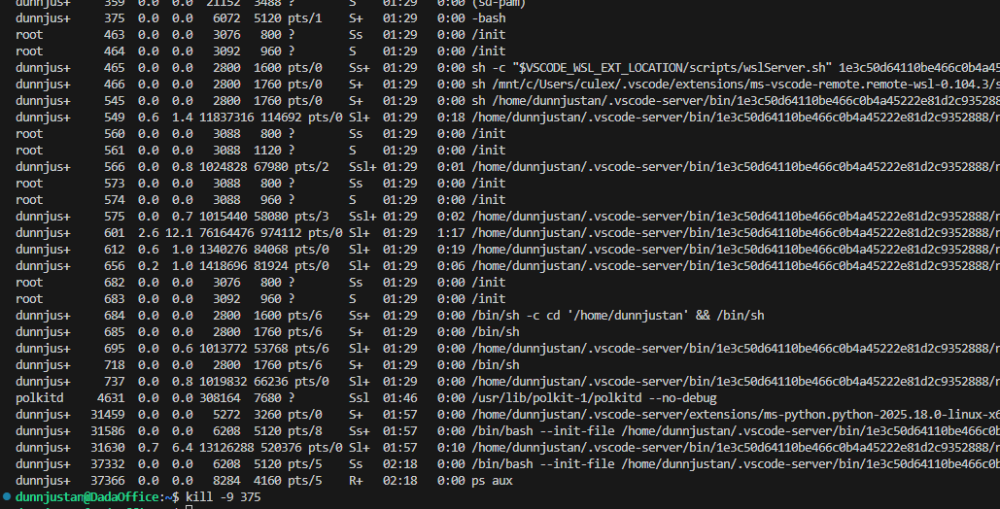 dunnjus+ 359 0.0 0.0 21152 3488 ? S 01:29 0:00 (sd-pam)
dunnjus+ 375 0.0 0.0 6072 5120 pts/1 S+ 01:29 0:00 -bash
root 463 0.0 0.0 3076 800 ? Ss 01:29 0:00 /init
root 464 0.0 0.0 3092 960 ? S 01:29 0:00 /init
dunnjus+ 465 0.0 0.0 2800 1600 pts/0 Ss+ 01:29 0:00 sh -c "$VSCODE_WSL_EXT_LOCATION/scripts/wslServer.sh" 1e3c50d64110be466c0b4a45
dunnjus+ 466 0.0 0.0 2800 1760 pts/0 S+ 01:29 0:00 sh /mnt/c/Users/culex/.vscode/extensions/ms-vscode-remote.remote-wsl-0.104.3/s
dunnjus+ 545 0.0 0.0 2800 1760 pts/0 S+ 01:29 0:00 sh /home/dunnjustan/.vscode-server/bin/1e3c50d64110be466c0b4a45222e81d2c9352888
dunnjus+ 549 0.6 1.4 11837316 114692 pts/0 Sl+ 01:29 0:18 /home/dunnjustan/.vscode-server/bin/1e3c50d64110be466c0b4a45222e81d2c9352888/n
root 560 0.0 0.0 3088 800 ? Ss 01:29 0:00 /init
root 561 0.0 0.0 3088 1120 ? S 01:29 0:00 /init
dunnjus+ 566 0.0 0.8 1024828 67980 pts/2 Ssl+ 01:29 0:01 /home/dunnjustan/.vscode-server/bin/1e3c50d64110be466c0b4a45222e81d2c9352888/n
root 573 0.0 0.0 3088 800 ? Ss 01:29 0:00 /init
root 574 0.0 0.0 3088 960 ? S 01:29 0:00 /init
dunnjus+ 575 0.0 0.7 1015440 58080 pts/3 Ssl+ 01:29 0:02 /home/dunnjustan/.vscode-server/bin/1e3c50d64110be466c0b4a45222e81d2c9352888/n
dunnjus+ 601 2.6 12.1 76164476 974112 pts/0 Sl+ 01:29 1:17 /home/dunnjustan/.vscode-server/bin/1e3c50d64110be466c0b4a45222e81d2c9352888/n
dunnjus+ 612 0.6 1.0 1340276 84068 pts/0 Sl+ 01:29 0:19 /home/dunnjustan/.vscode-server/bin/1e3c50d64110be466c0b4a45222e81d2c9352888/n
dunnjus+ 656 0.2 1.0 1418696 81924 pts/0 Sl+ 01:29 0:06 /home/dunnjustan/.vscode-server/bin/1e3c50d64110be466c0b4a45222e81d2c9352888/n
root 682 0.0 0.0 3076 800 ? Ss 01:29 0:00 /init
root 683 0.0 0.0 3092 960 ? S 01:29 0:00 /init
dunnjus+ 684 0.0 0.0 2800 1600 pts/6 Ss+ 01:29 0:00 /bin/sh -c cd '/home/dunnjustan' && /bin/sh
dunnjus+ 685 0.0 0.0 2800 1760 pts/6 S+ 01:29 0:00 /bin/sh
dunnjus+ 695 0.0 0.6 1013772 53768 pts/6 Sl+ 01:29 0:00 /home/dunnjustan/.vscode-server/bin/1e3c50d64110be466c0b4a45222e81d2c9352888/n
dunnjus+ 718 0.0 0.0 2800 1760 pts/6 S+ 01:29 0:00 /bin/sh
dunnjus+ 737 0.0 0.8 1019832 66236 pts/0 Sl+ 01:29 0:00 /home/dunnjustan/.vscode-server/bin/1e3c50d64110be466c0b4a45222e81d2c9352888/n
polkitd 4631 0.0 0.0 308164 7680 ? Ssl 01:46 0:00 /usr/lib/polkit-1/polkitd --no-debug
dunnjus+ 31459 0.0 0.0 5272 3260 pts/0 S+ 01:57 0:00 /home/dunnjustan/.vscode-server/extensions/ms-python.python-2025.18.0-linux-x6
dunnjus+ 31586 0.0 0.0 6208 5120 pts/8 Ss+ 01:57 0:00 /bin/bash --init-file /home/dunnjustan/.vscode-server/bin/1e3c50d64110be466c0b
dunnjus+ 31630 0.7 6.4 13126288 520376 pts/0 Sl+ 01:57 0:10 /home/dunnjustan/.vscode-server/bin/1e3c50d64110be466c0b4a45222e81d2c9352888/n
dunnjus+ 37332 0.0 0.0 6208 5120 pts/5 Ss 02:18 0:00 /bin/bash --init-file /home/dunnjustan/.vscode-server/bin/1e3c50d64110be466c0b
dunnjus+ 37366 0.0 0.0 8284 4160 pts/5 R+ 02:18 0:00 ps aux
dunnjustan@DadaOffice:~$ kill -9 375